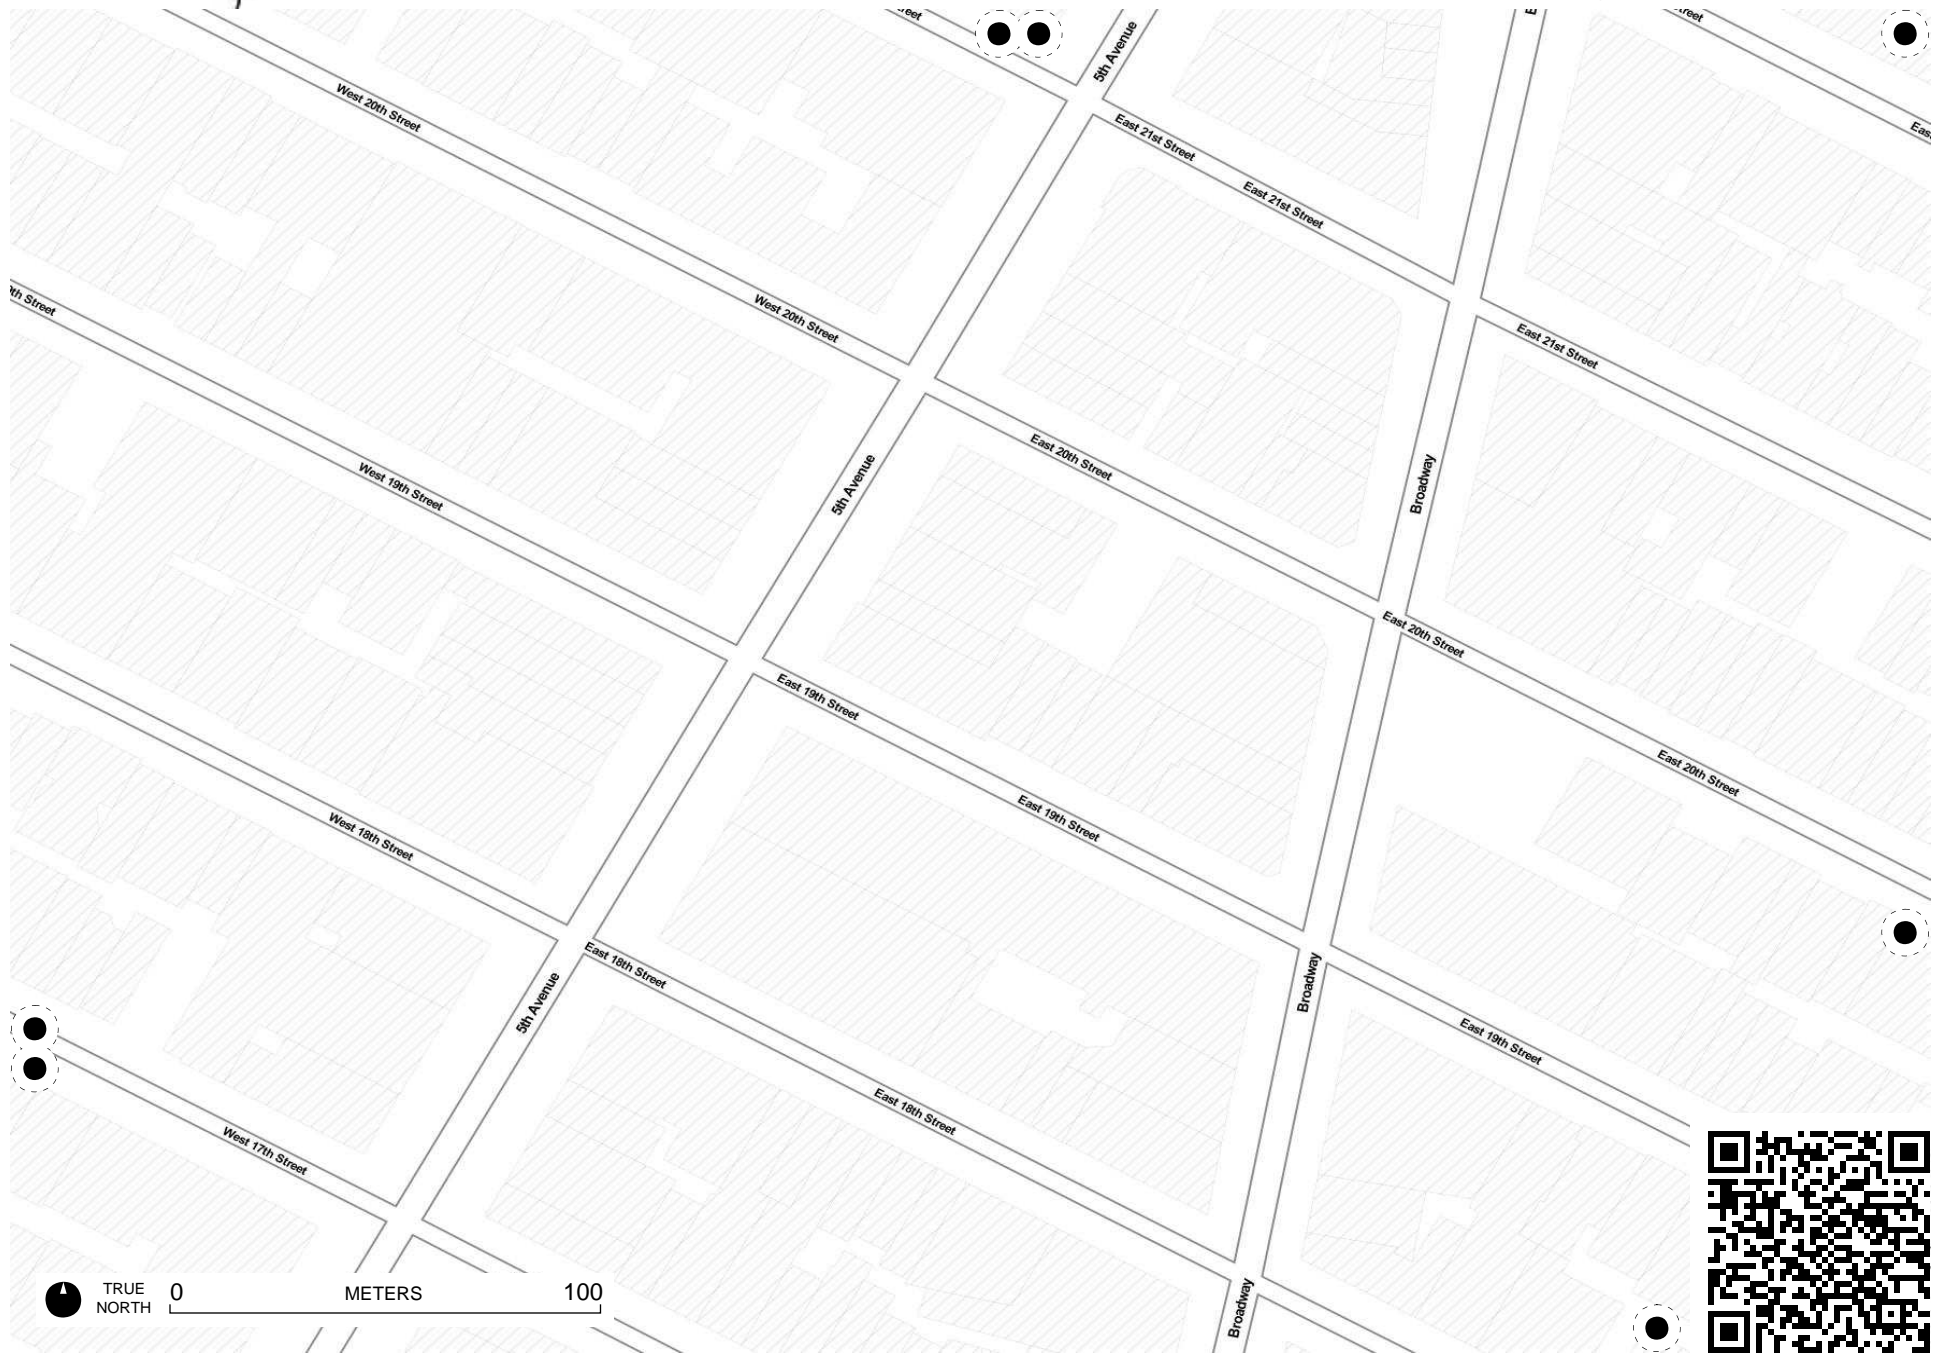 5th Avenue
West 20th Street
East 21st Street
East 21st Street
West 20th Street
East 21st Street
East 20th Street
Broadway
5th Avenue
West 19th Street
East 20th Street
East 19th Street
East 20th Street
East 19th Street
West 18th Street
East 18th Street
Broadway
5th Avenue
East 19th Street
East 18th Street
West 17th Street
Broadway
TRUE
NORTH
0 METERS 100